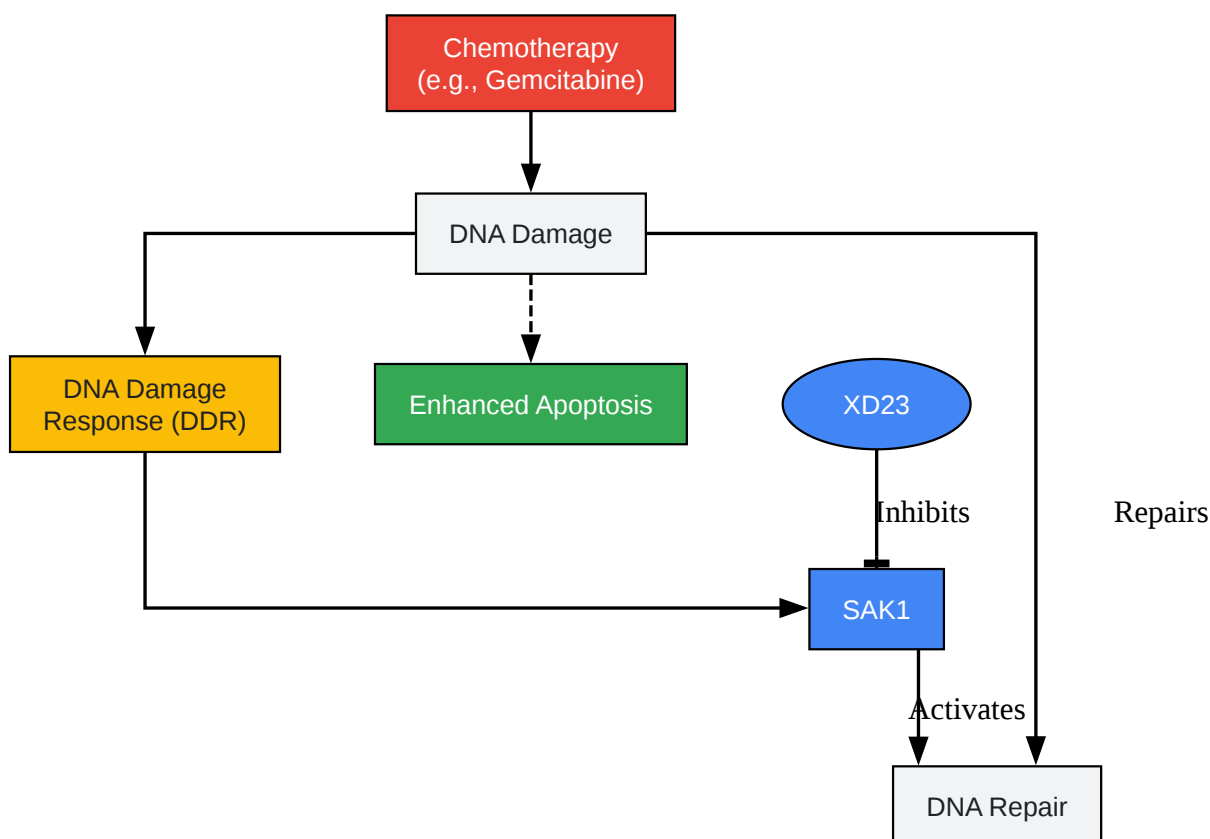 Chemotherapy
(e.g., Gemcitabine)
DNA Damage
DNA Damage
Response (DDR)
Enhanced Apoptosis
XD23
Inhibits
Repairs
SAK1
Activates
DNA Repair